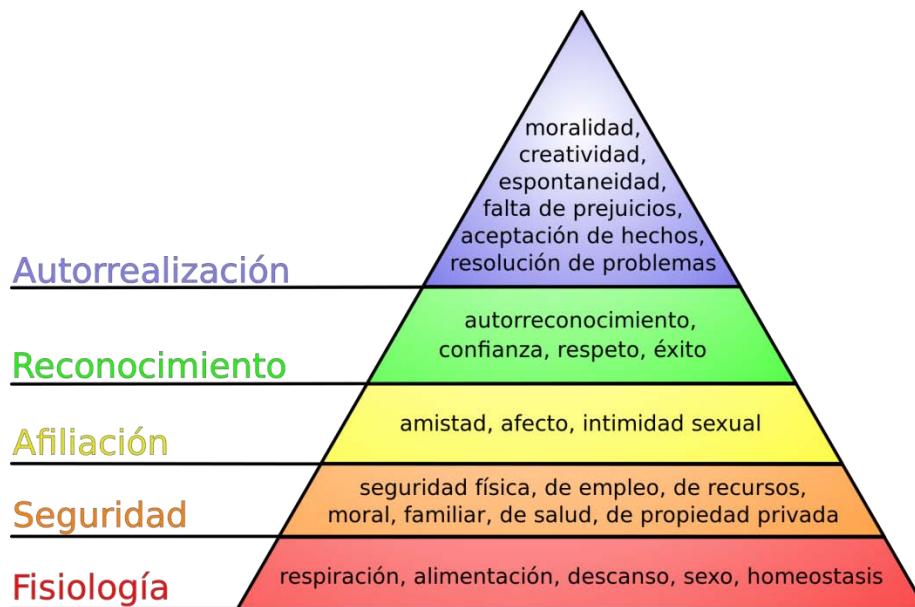 moralidad,
creatividad,
espontaneidad,
falta de prejuicios,
aceptación de hechos,
resolución de problemas
Autorrealización
autorreconocimiento,
confianza, respeto, éxito
Reconocimiento
amistad, afecto, intimidad sexual
Afiliación
seguridad física, de empleo, de recursos,
moral, familiar, de salud, de propiedad privada
Seguridad
respiración, alimentación, descanso, sexo, homeostasis
Fisiología